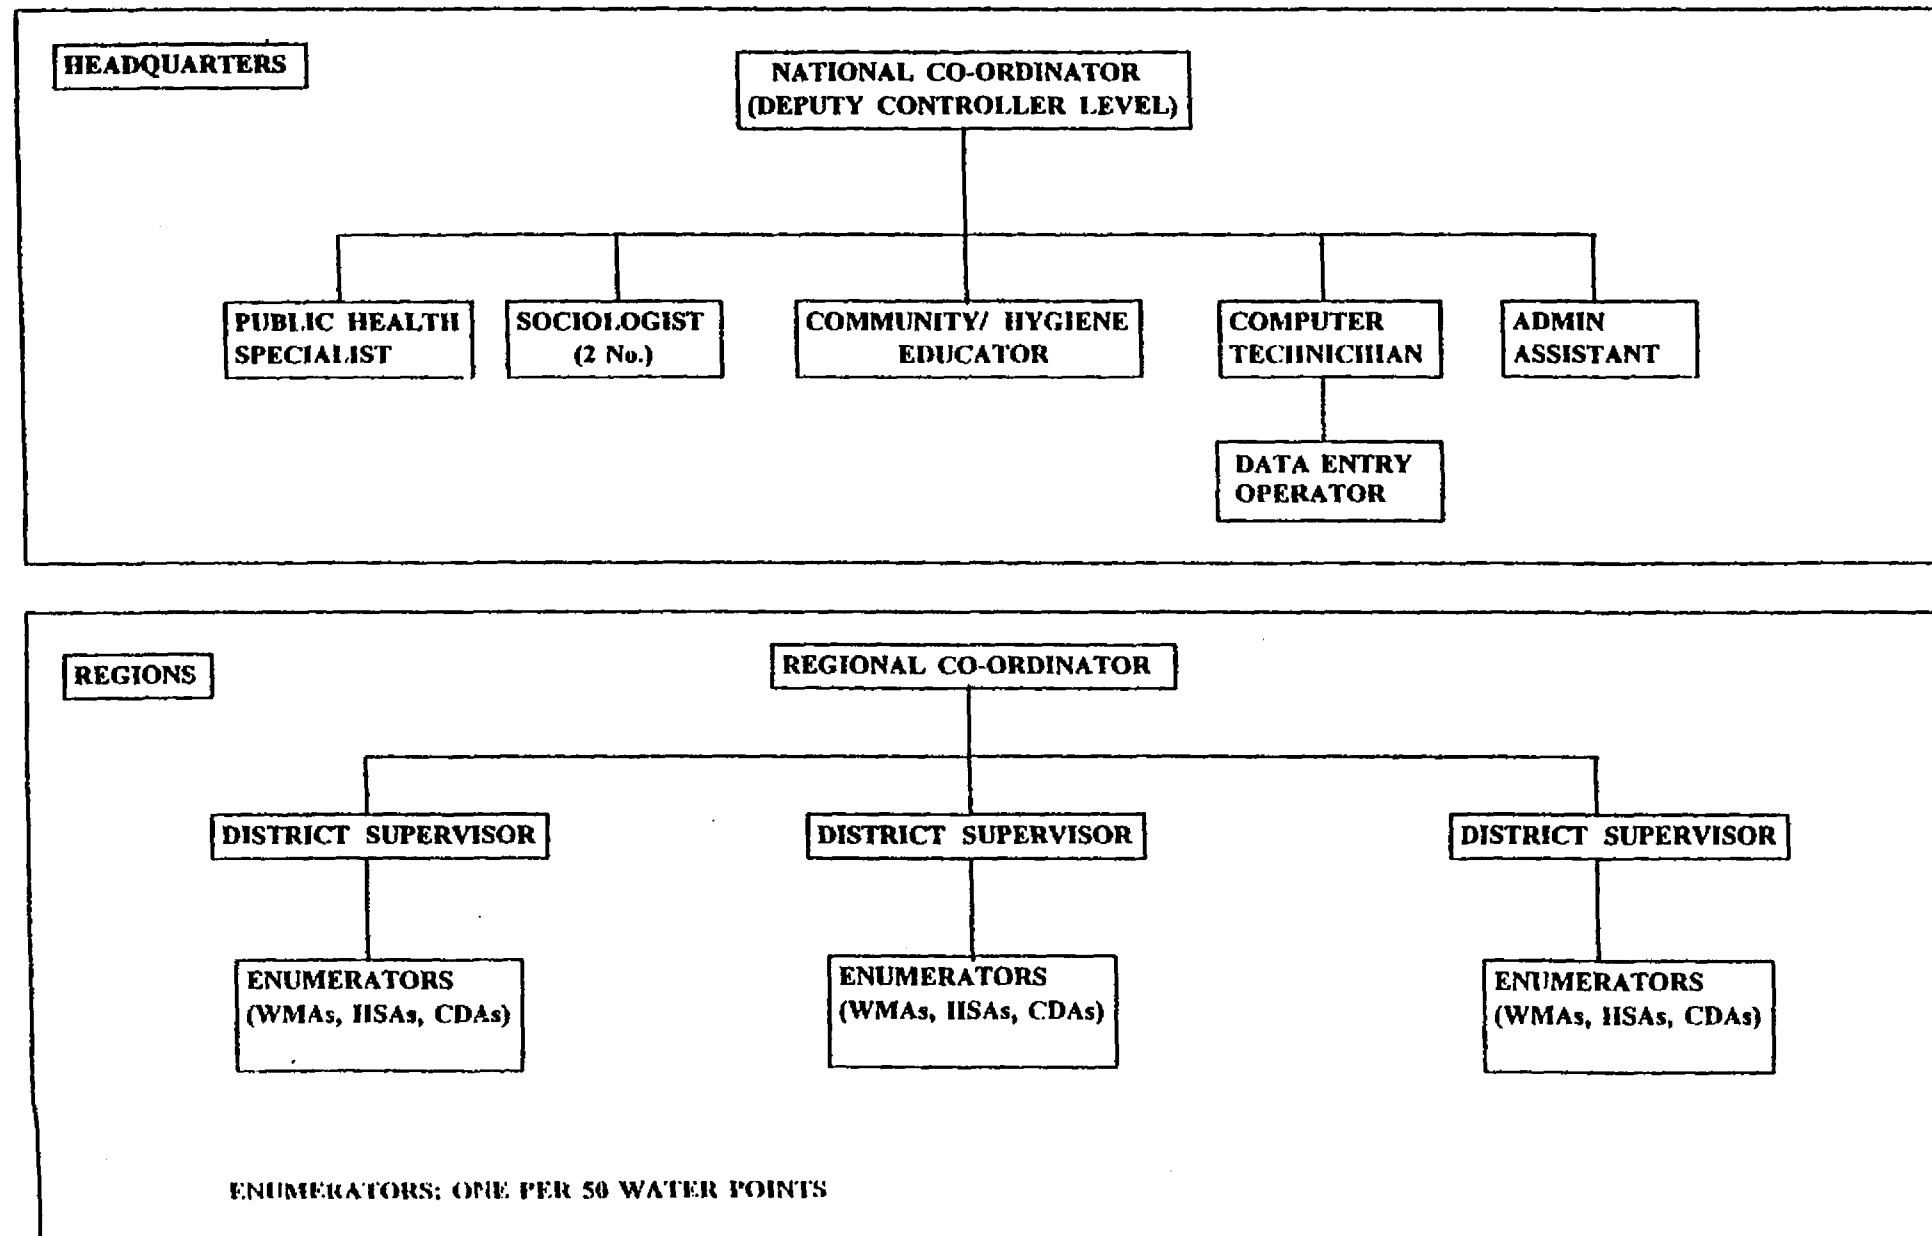 HEADQUARTERS
NATIONAL CO-ORDINATOR
(DEPUTY CONTROLLER LEVEL)
PUBLIC HEALTH
SPECIALIST
SOCIOLOGIST
(2 No.)
COMMUNITY/ HYGIENE
EDUCATOR
COMPUTER
TECHNICHIAN
ADMIN
ASSISTANT
DATA ENTRY
OPERATOR
REGIONS
REGIONAL CO-ORDINATOR
DISTRICT SUPERVISOR
DISTRICT SUPERVISOR
DISTRICT SUPERVISOR
ENUMERATORS
(WMAs, HSAs, CDAs)
ENUMERATORS
(WMAs, HSAs, CDAs)
ENUMERATORS
(WMAs, HSAs, CDAs)
ENUMERATORS: ONE PER 50 WATER POINTS